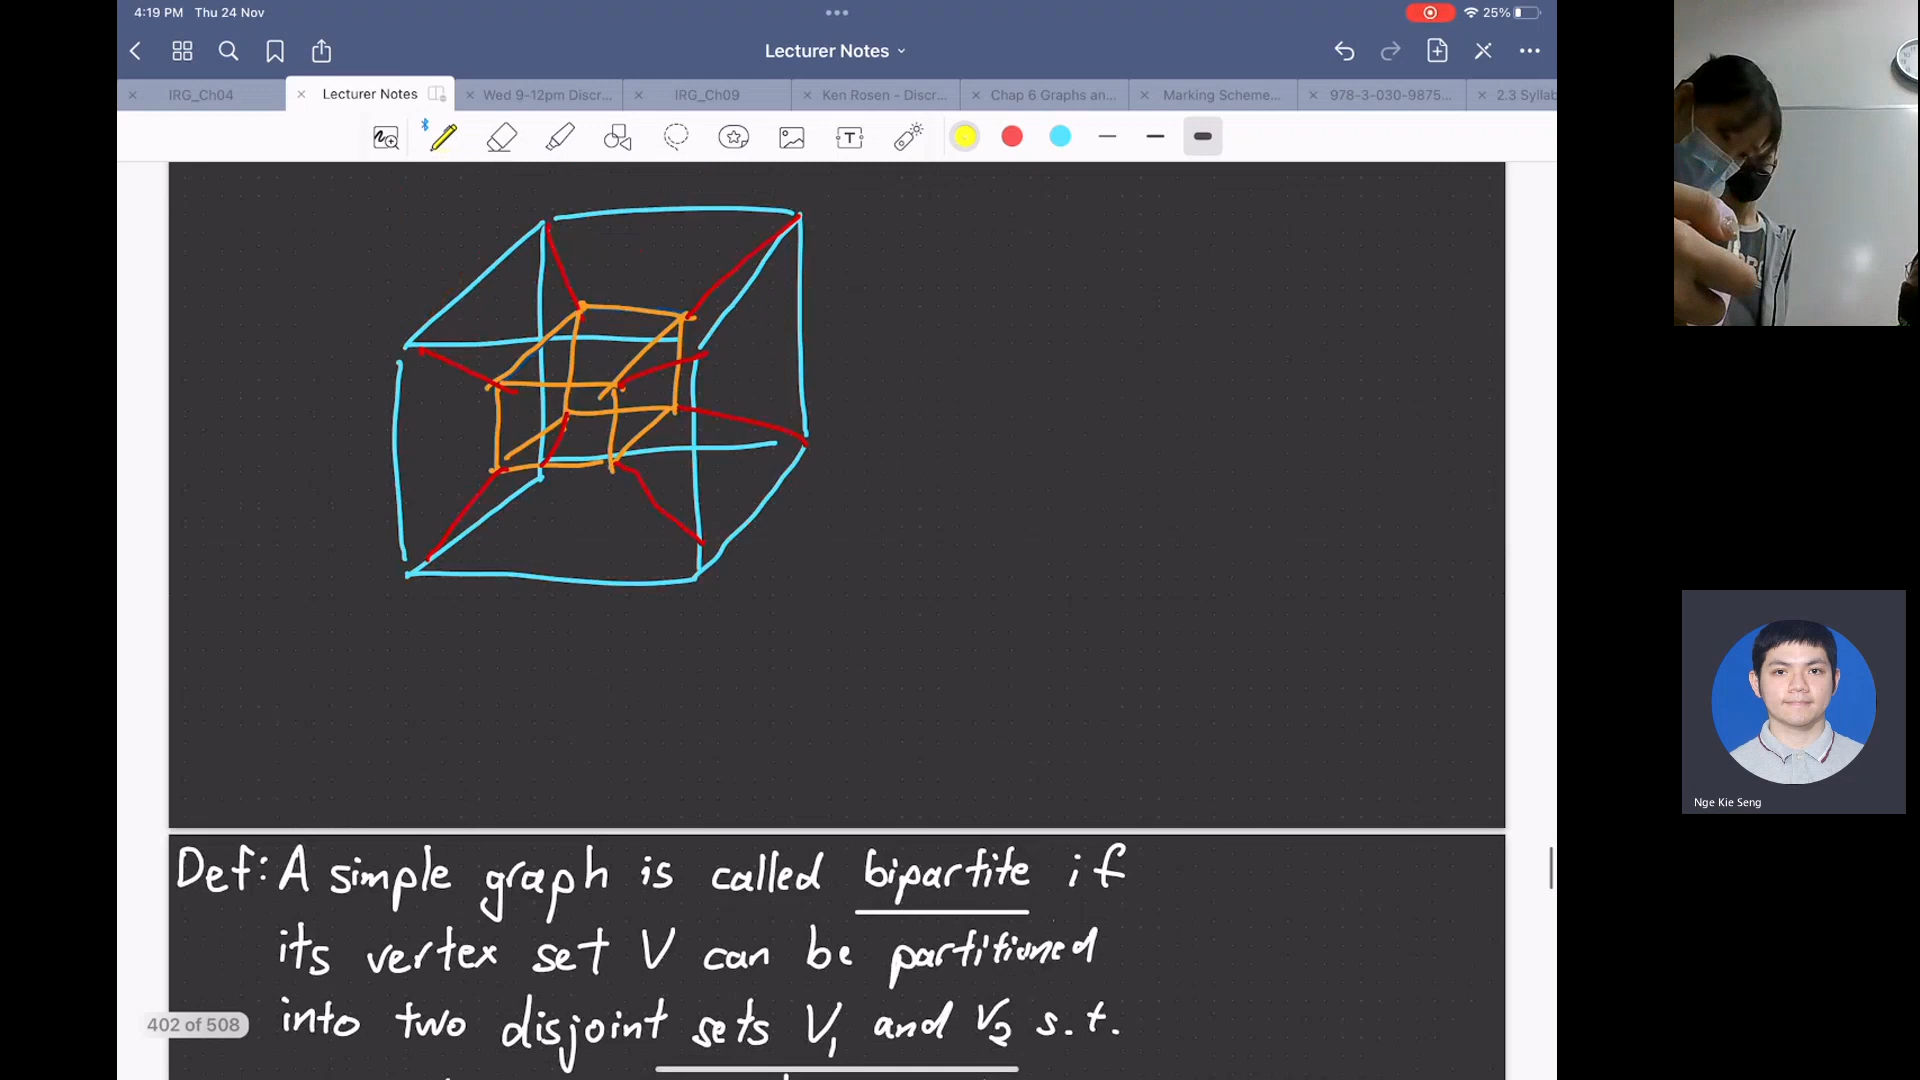 4:19 PM Thu 24 Nov
25%
Lecturer Notes
IRG_Ch04
Lecturer Notes
Wed 9-12pm Discr...
IRG_Ch09
Ken Rosen - Discr...
Chap 6 Graphs an...
Marking Scheme...
978-3-030-9875...
2.3 Syllab
Def: A simple graph is called bipartite if
its vertex set V can be partitioned
into two disjoint sets V1 and V2 s.t.
402 of 508
Nge Kie Seng